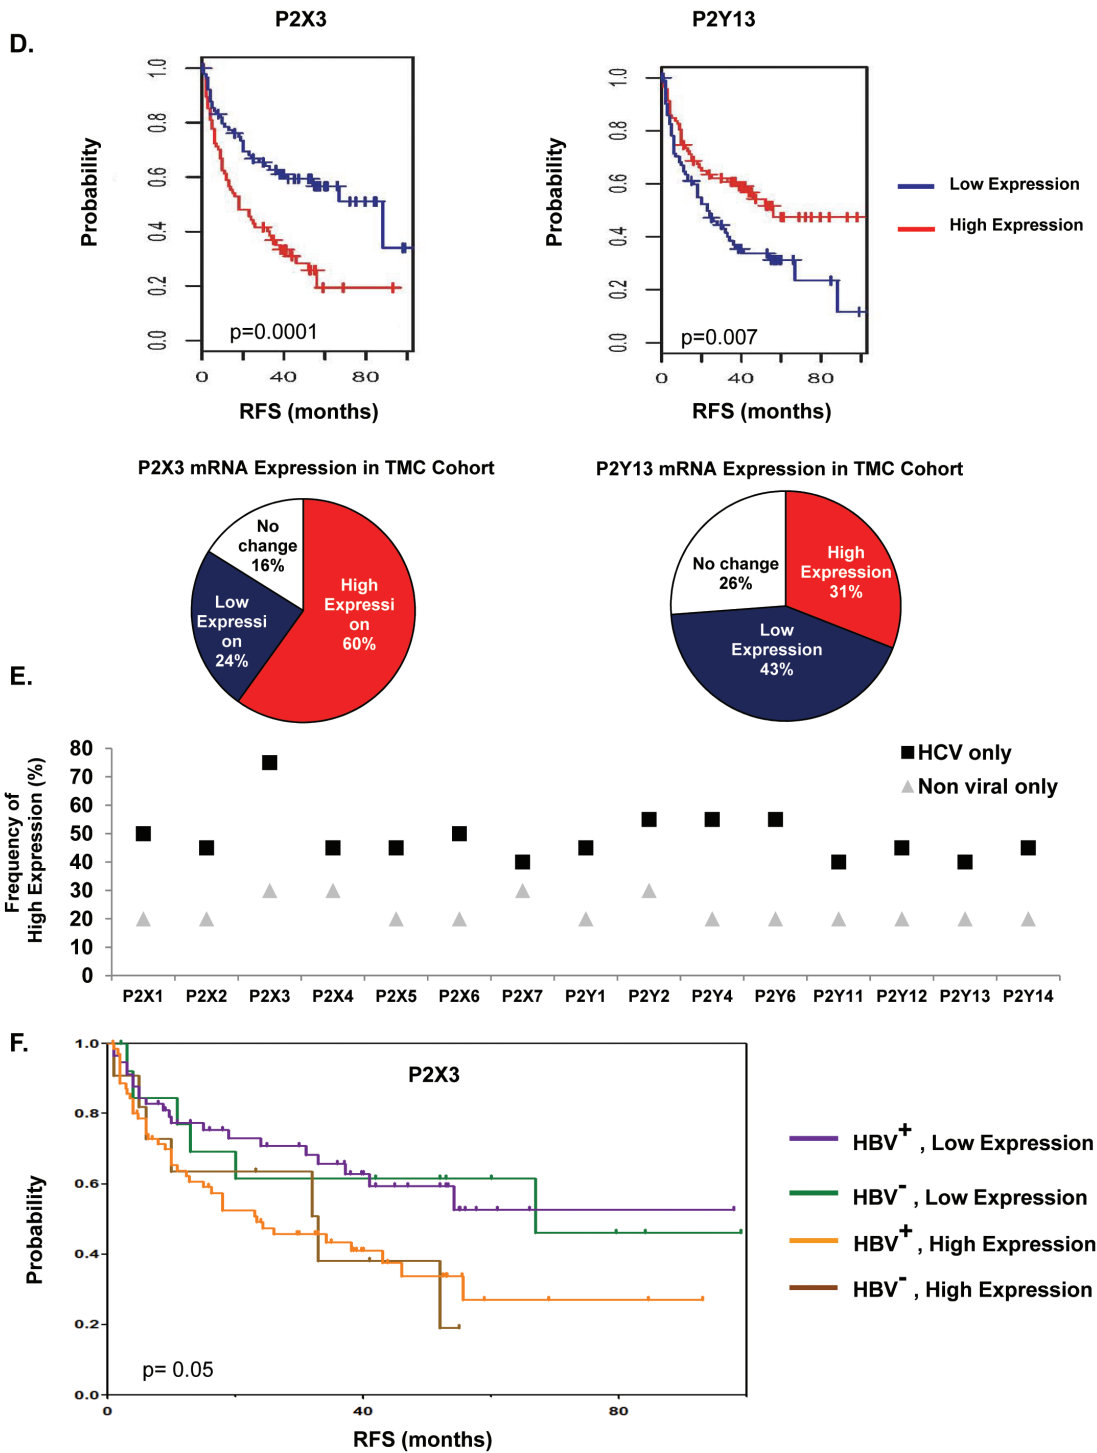 P2X3
P2Y13
D.
1.0
0.8
0.6
0.4
0.2
0.0
Probability
p=0.0001
0 40 80
RFS (months)
1.0
0.8
0.6
0.4
0.2
0.0
Probability
p=0.007
0 40 80
RFS (months)
Low Expression
High Expression
P2X3 mRNA Expression in TMC Cohort
No
change
16%
Low
Expressi
on
24%
High
Expressi
on
60%
P2Y13 mRNA Expression in TMC Cohort
No change
26%
High
Expression
31%
Low
Expression
43%
E.
Frequency of
High Expression (%)
80
70
60
50
40
30
20
10
0
HCV only
Non viral only
P2X1 P2X2 P2X3 P2X4 P2X5 P2X6 P2X7 P2Y1 P2Y2 P2Y4 P2Y6 P2Y11 P2Y12 P2Y13 P2Y14
F.
P2X3
1.0
0.8
0.6
0.4
0.2
0.0
Probability
p= 0.05
0 40 80
RFS (months)
HBV+ , Low Expression
HBV- , Low Expression
HBV+ , High Expression
HBV- , High Expression